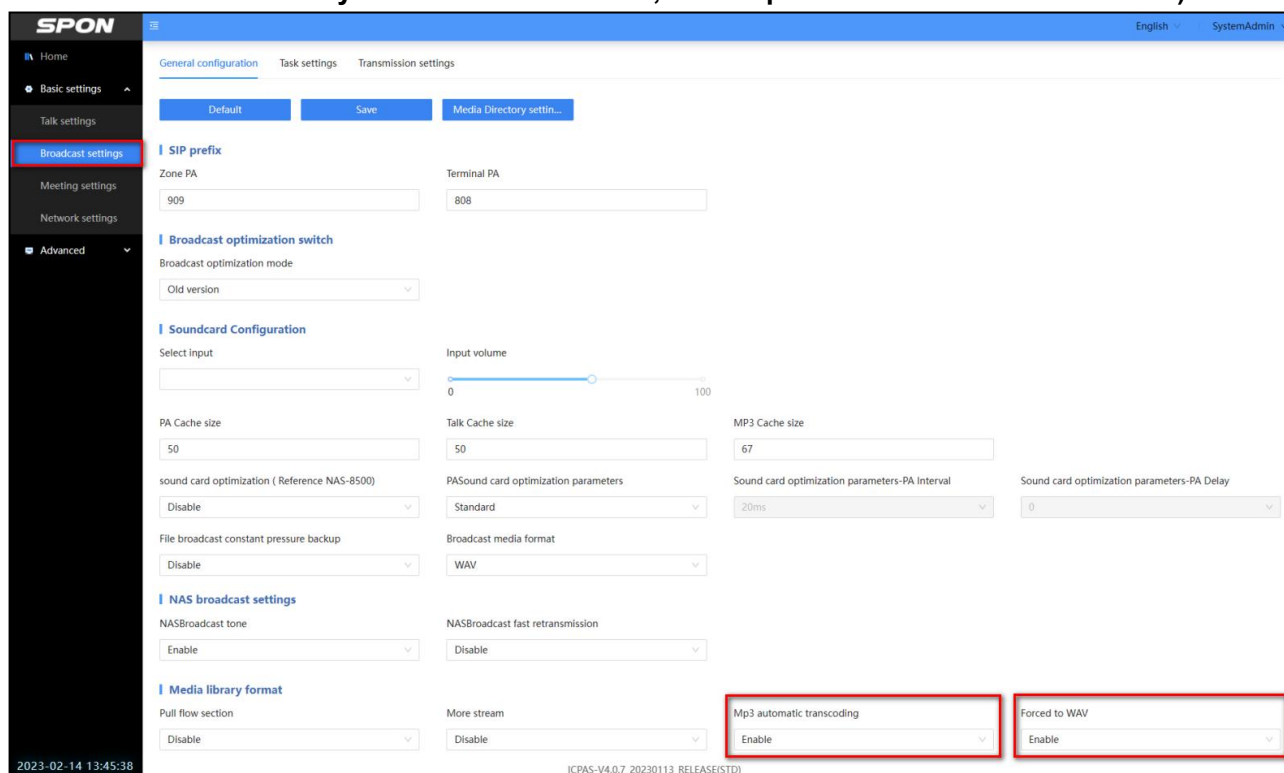 SPON
English SystemAdmin
Home
General configuration Task settings Transmission settings
Basic settings
Default Save Media Directory settin...
Talk settings
Broadcast settings
SIP prefix
Zone PA Terminal PA
Meeting settings
909 808
Network settings
Broadcast optimization switch
Advanced
Broadcast optimization mode
Old version
Soundcard Configuration
Select input Input volume
0 100
PA Cache size Talk Cache size MP3 Cache size
50 50 67
sound card optimization ( Reference NAS-8500) PASound card optimization parameters Sound card optimization parameters-PA Interval Sound card optimization parameters-PA Delay
Disable Standard 20ms 0
File broadcast constant pressure backup Broadcast media format
Disable WAV
NAS broadcast settings
NASBroadcast tone NASBroadcast fast retransmission
Enable Disable
Media library format
Pull flow section More stream Mp3 automatic transcoding Forced to WAV
Disable Disable Enable Enable
2023-02-14 13:45:38
ICPAS-V4.0.7_20230113_RELEASE(STD)